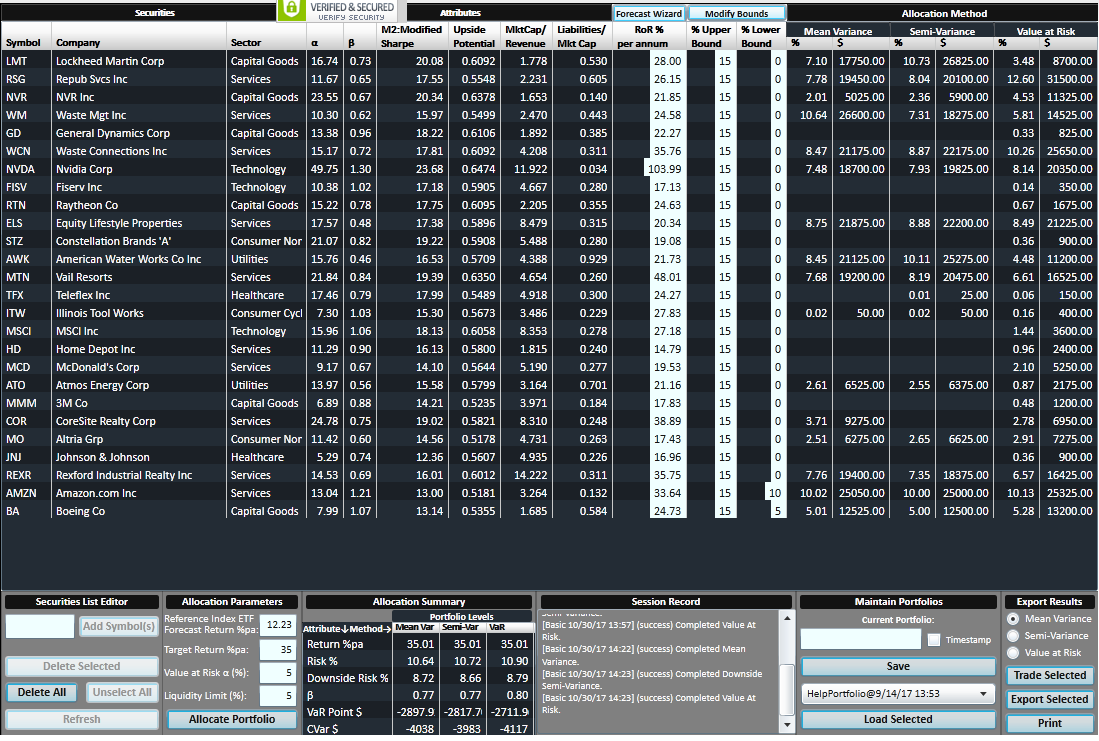 Securities VERIFIED & SECURED Attributes Forecast Wizard Modify Bounds Allocation Method
VERIFY SECURITY
M2:Modified Upside MktCap/ Liabilities/ RoR % % Upper % Lower Mean Variance Semi-Variance Value at Risk
Symbol Company Sector α β Sharpe Potential Revenue Mkt Cap per annum Bound Bound % $ % $ % $
LMT Lockheed Martin Corp Capital Goods 16.74 0.73 20.08 0.6092 1.778 0.530 28.00 15 0 7.10 17750.00 10.73 26825.00 3.48 8700.00
RSG Repub Svcs Inc Services 11.67 0.65 17.55 0.5548 2.231 0.605 26.15 15 0 7.78 19450.00 8.04 20100.00 12.60 31500.00
NVR NVR Inc Capital Goods 23.55 0.67 20.34 0.6378 1.653 0.140 21.85 15 0 2.01 5025.00 2.36 5900.00 4.53 11325.00
WM Waste Mgt Inc Services 10.30 0.62 15.97 0.5499 2.470 0.443 24.58 15 0 10.64 26600.00 7.31 18275.00 5.81 14525.00
GD General Dynamics Corp Capital Goods 13.38 0.96 18.22 0.6106 1.892 0.385 22.27 15 0 0.33 825.00
WCN Waste Connections Inc Services 15.17 0.72 17.81 0.6092 4.208 0.311 35.76 15 0 8.47 21175.00 8.87 22175.00 10.26 25650.00
NVDA Nvidia Corp Technology 49.75 1.30 23.68 0.6474 11.922 0.034 103.99 15 0 7.48 18700.00 7.93 19825.00 8.14 20350.00
FISV Fiserv Inc Technology 10.38 1.02 17.18 0.5905 4.667 0.280 17.13 15 0 0.14 350.00
RTN Raytheon Co Capital Goods 15.22 0.78 17.75 0.6095 2.205 0.355 24.63 15 0 0.67 1675.00
ELS Equity Lifestyle Properties Services 17.57 0.48 17.38 0.5896 8.479 0.315 20.34 15 0 8.75 21875.00 8.88 22200.00 8.49 21225.00
STZ Constellation Brands 'A' Consumer Nor 21.07 0.82 19.22 0.5908 5.488 0.280 19.08 15 0 0.36 900.00
AWK American Water Works Co Inc Utilities 15.76 0.46 16.53 0.5709 4.388 0.929 21.73 15 0 8.45 21125.00 10.11 25275.00 4.48 11200.00
MTN Vail Resorts Services 21.84 0.84 19.39 0.6350 4.654 0.260 48.01 15 0 7.68 19200.00 8.19 20475.00 6.61 16525.00
TFX Teleflex Inc Healthcare 17.46 0.79 17.99 0.5489 4.918 0.300 24.27 15 0 0.01 25.00 0.06 150.00
ITW Illinois Tool Works Consumer Cycl 7.30 1.03 15.30 0.5673 3.486 0.229 27.83 15 0 0.02 50.00 0.02 50.00 0.16 400.00
MSCI MSCI Inc Technology 15.96 1.06 18.13 0.6058 8.353 0.278 27.18 15 0 1.44 3600.00
HD Home Depot Inc Services 11.29 0.90 16.13 0.5800 1.815 0.240 14.79 15 0 0.96 2400.00
MCD McDonald's Corp Services 9.17 0.67 14.10 0.5644 5.190 0.277 19.53 15 0 2.10 5250.00
ATO Atmos Energy Corp Utilities 13.97 0.56 15.58 0.5799 3.164 0.701 21.16 15 0 2.61 6525.00 2.55 6375.00 0.87 2175.00
MMM 3M Co Capital Goods 6.89 0.88 14.21 0.5235 3.971 0.184 17.83 15 0 0.48 1200.00
COR CoreSite Realty Corp Services 24.78 0.75 19.02 0.5821 8.310 0.248 38.89 15 0 3.71 9275.00 2.78 6950.00
MO Altria Grp Consumer Nor 11.42 0.60 14.56 0.5178 4.731 0.263 17.43 15 0 2.51 6275.00 2.65 6625.00 2.91 7275.00
JNJ Johnson & Johnson Healthcare 5.29 0.74 12.36 0.5607 4.935 0.226 16.96 15 0 0.36 900.00
REXR Rexford Industrial Realty Inc Services 14.53 0.69 16.01 0.6012 14.222 0.311 35.75 15 0 7.76 19400.00 7.35 18375.00 6.57 16425.00
AMZN Amazon.com Inc Services 13.04 1.21 13.00 0.5181 3.264 0.132 33.64 15 10 10.02 25050.00 10.00 25000.00 10.13 25325.00
BA Boeing Co Capital Goods 7.99 1.07 13.14 0.5355 1.685 0.584 24.73 15 5 5.01 12525.00 5.00 12500.00 5.28 13200.00
Securities List Editor
Add Symbol(s)
Delete Selected
Delete All Unselect All
Refresh
Allocation Parameters
Reference Index ETF
Forecast Return %pa: 12.23
Target Return %pa: 35
Value at Risk α (%): 5
Liquidity Limit (%): 5
Allocate Portfolio
Allocation Summary
Portfolio Levels
Attribute↓Method→ Mean Var Semi-Var VaR
Return %pa 35.01 35.01 35.01
Risk % 10.64 10.72 10.90
Downside Risk % 8.72 8.66 8.79
β 0.77 0.77 0.80
VaR Point $ -2897.9 -2817.7 -2711.9
CVar $ -4038 -3983 -4117
Session Record
Semi-Variance.
[Basic 10/30/17 13:57] (success) Completed Value At
Risk.
[Basic 10/30/17 14:22] (success) Completed Mean
Variance.
[Basic 10/30/17 14:23] (success) Completed Downside
Semi-Variance.
[Basic 10/30/17 14:23] (success) Completed Value At
Risk.
Maintain Portfolios
Current Portfolio:
Timestamp
Save
HelpPortfolio@9/14/17 13:53
Load Selected
Export Results
Mean Variance
Semi-Variance
Value at Risk
Trade Selected
Export Selected
Print